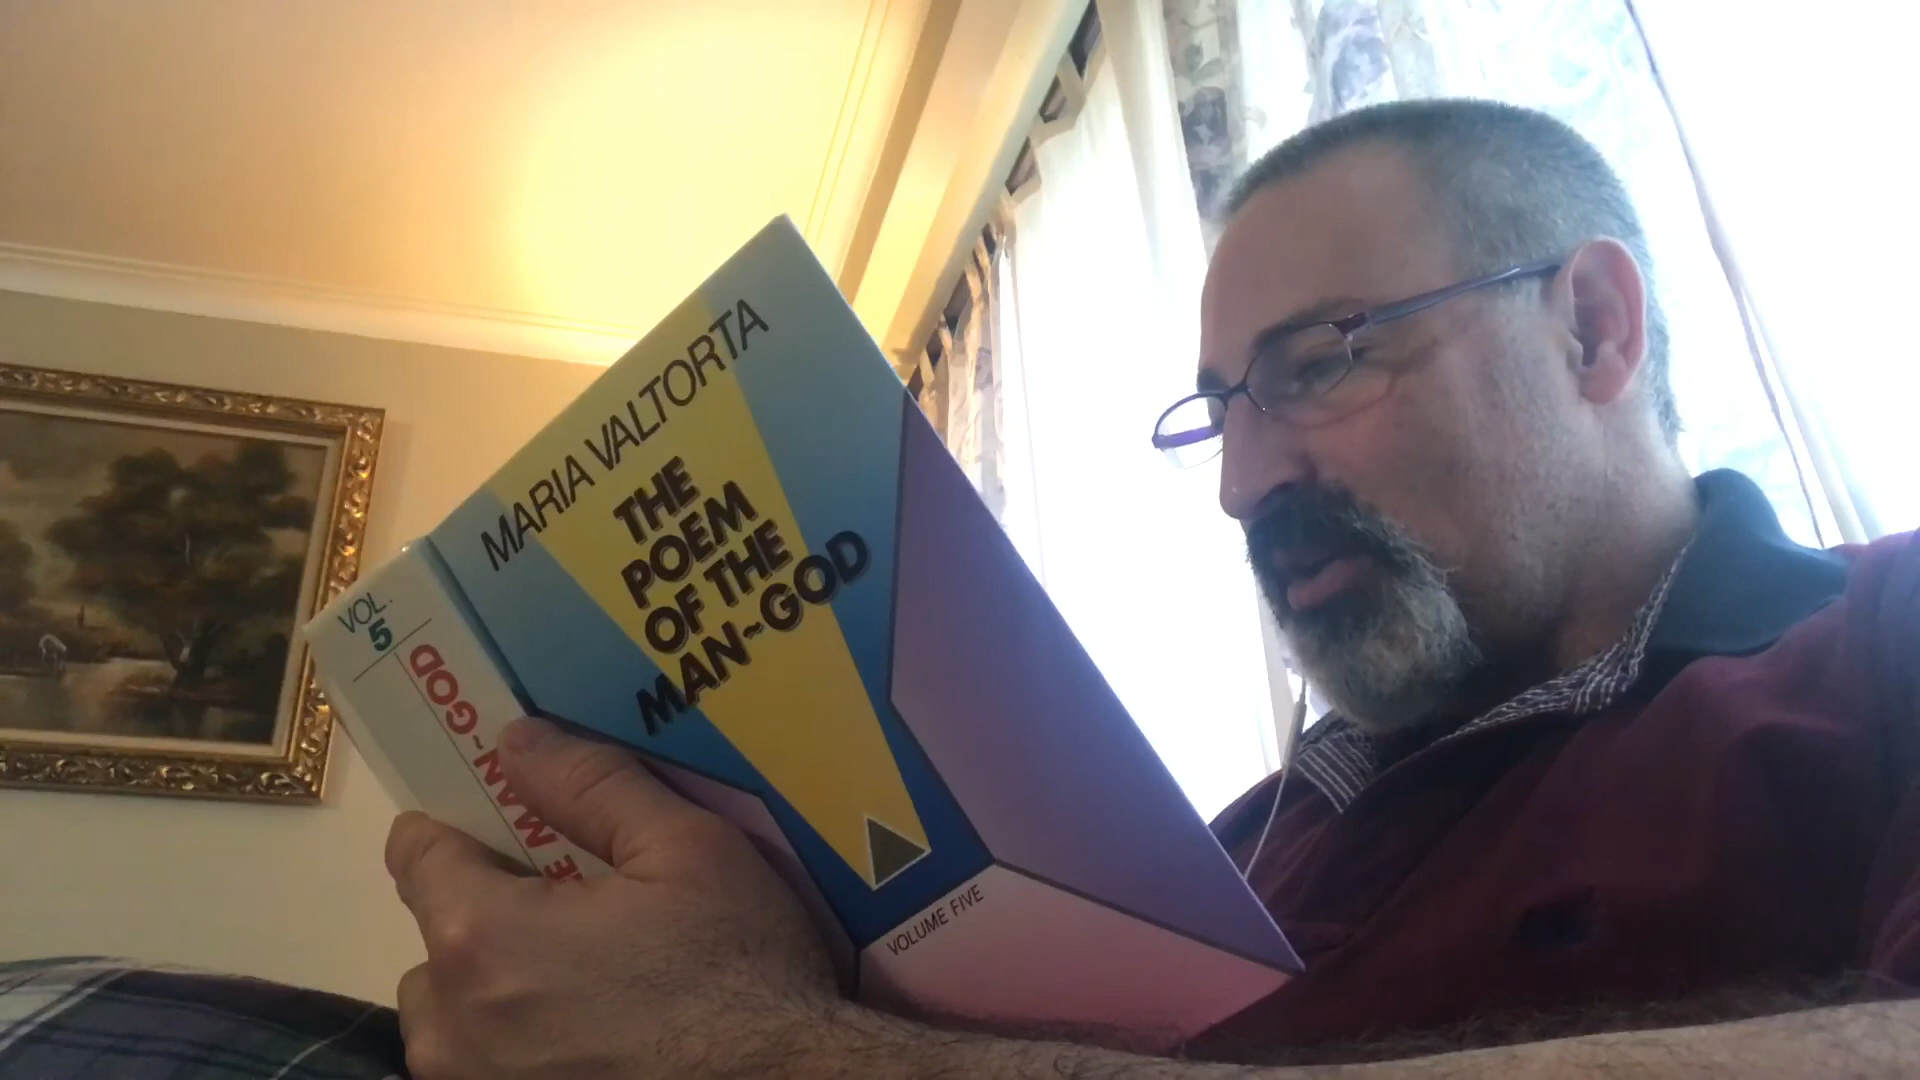 MARIA VALTORTA
THE
POEM
OF THE
MAN~GOD
VOLUME FIVE
VOL.
5
MAN~GOD